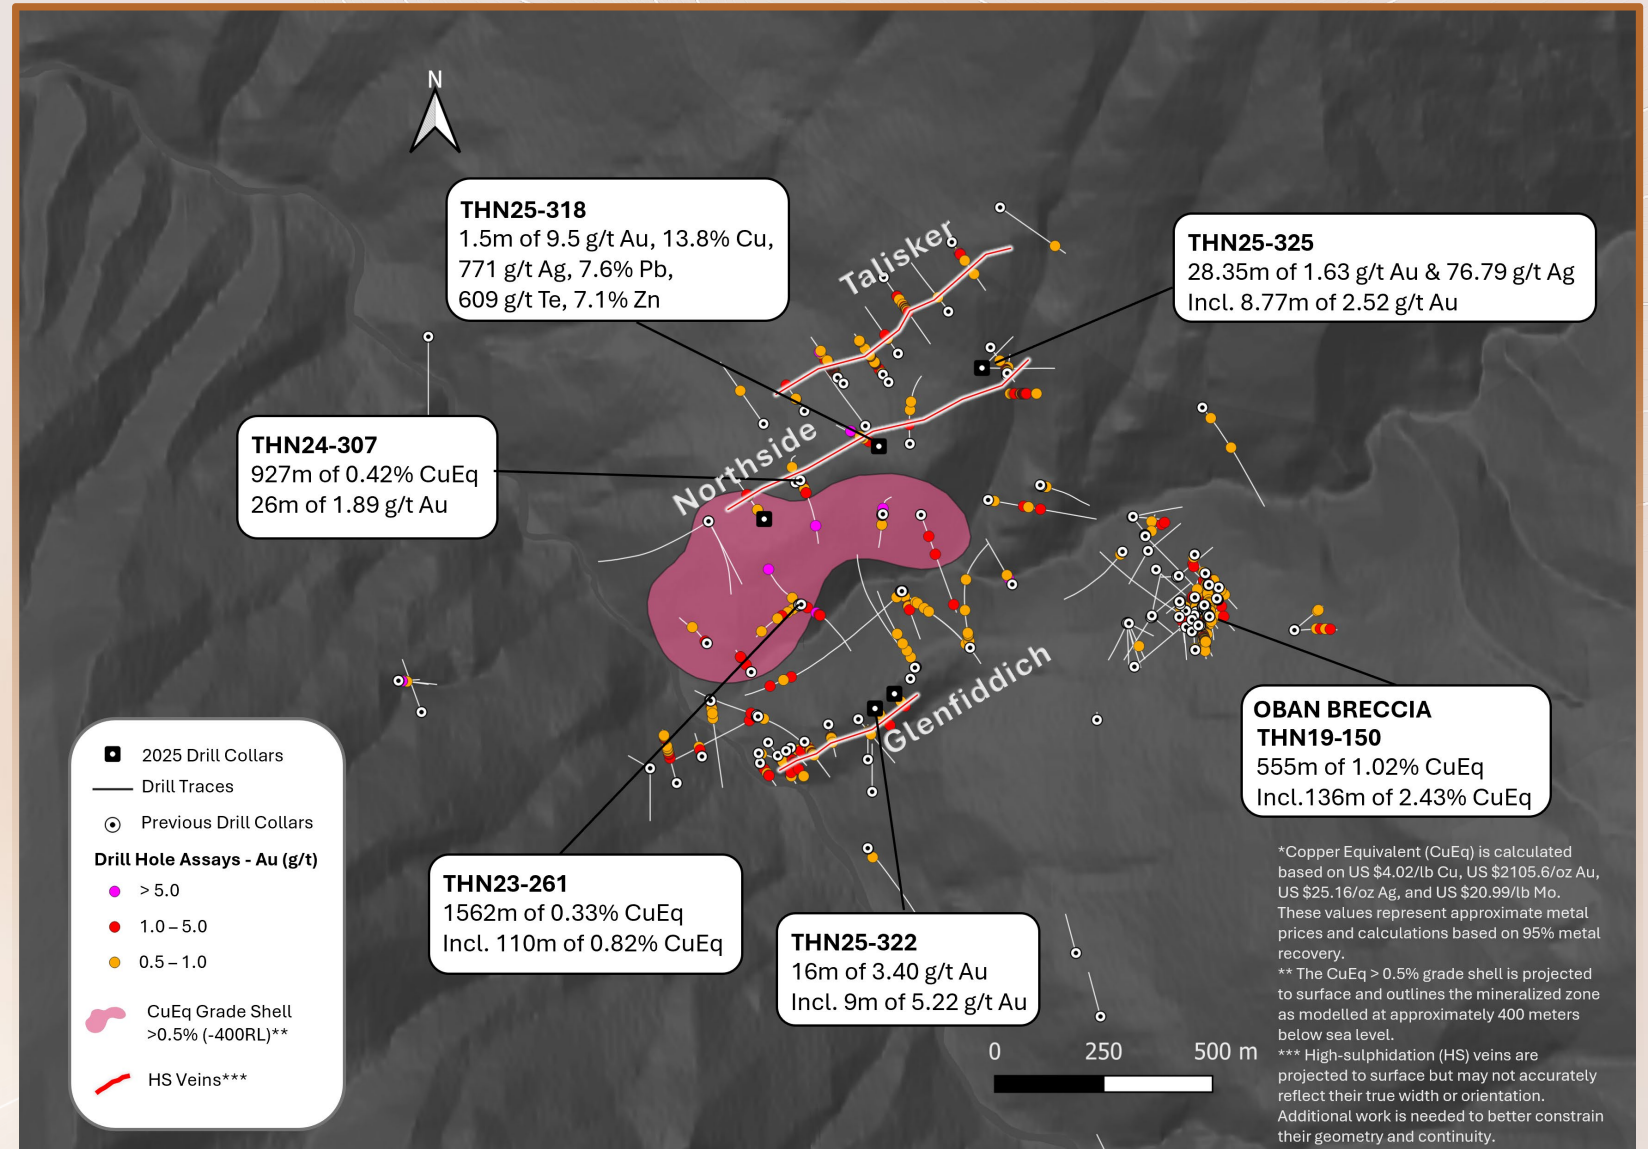 N
THN25-318
1.5m of 9.5 g/t Au, 13.8% Cu,
771 g/t Ag, 7.6% Pb,
609 g/t Te, 7.1% Zn
Talisker
THN25-325
28.35m of 1.63 g/t Au & 76.79 g/t Ag
Incl. 8.77m of 2.52 g/t Au
THN24-307
927m of 0.42% CuEq
26m of 1.89 g/t Au
Northside
Glenfiddich
OBAN BRECCIA
THN19-150
555m of 1.02% CuEq
Incl.136m of 2.43% CuEq
2025 Drill Collars
Drill Traces
Previous Drill Collars
Drill Hole Assays - Au (g/t)
> 5.0
1.0 – 5.0
0.5 – 1.0
CuEq Grade Shell
>0.5% (-400RL)**
HS Veins***
THN23-261
1562m of 0.33% CuEq
Incl. 110m of 0.82% CuEq
THN25-322
16m of 3.40 g/t Au
Incl. 9m of 5.22 g/t Au
0 250 500 m
*Copper Equivalent (CuEq) is calculated
based on US $4.02/lb Cu, US $2105.6/oz Au,
US $25.16/oz Ag, and US $20.99/lb Mo.
These values represent approximate metal
prices and calculations based on 95% metal
recovery.
** The CuEq > 0.5% grade shell is projected
to surface and outlines the mineralized zone
as modelled at approximately 400 meters
below sea level.
*** High-sulphidation (HS) veins are
projected to surface but may not accurately
reflect their true width or orientation.
Additional work is needed to better constrain
their geometry and continuity.